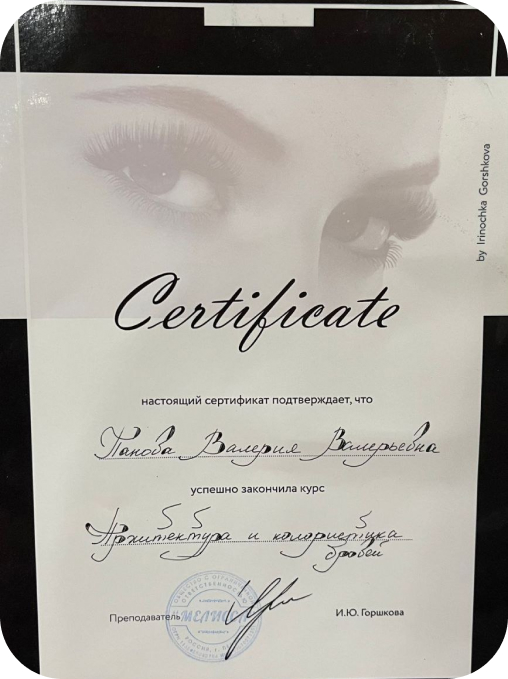 by Irinochka Gorshkova
Certificate
настоящий сертификат подтверждает, что
Панова Валерия Валерьевна
успешно закончила курс
Архитектура и колористика
бровей
Преподаватель
И.Ю. Горшкова
МЕЛИССА